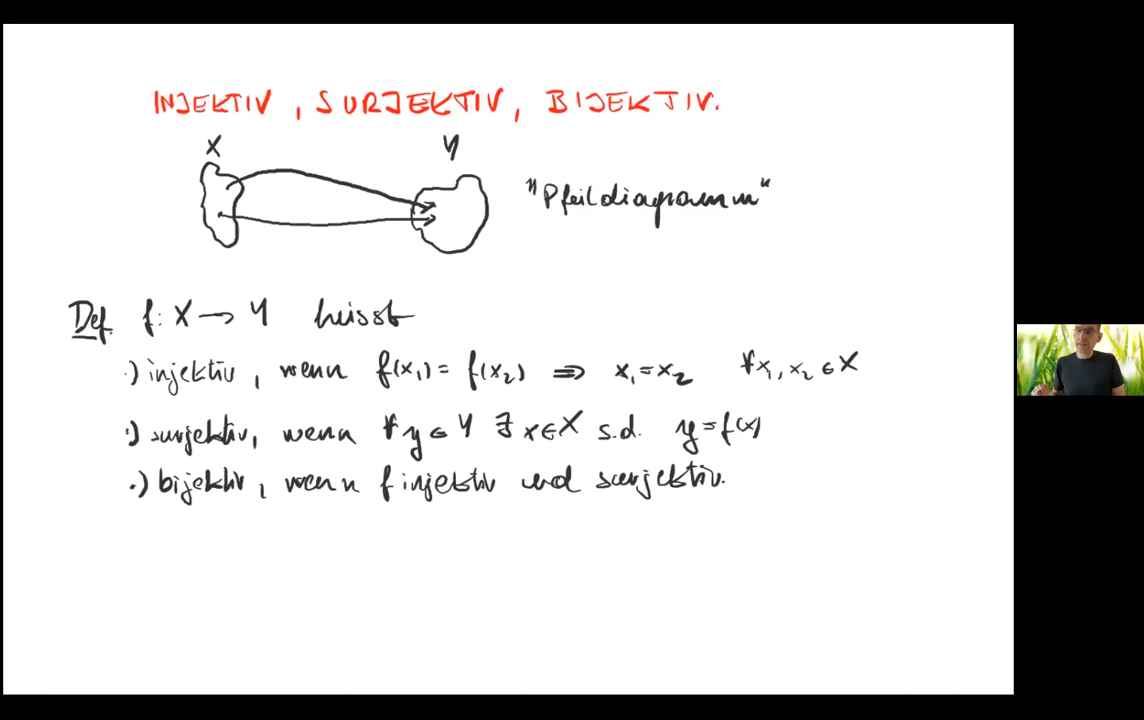 INJEKTIV, SURJEKTIV, BIJEKTIV.
X Y
"Pfeildiagramm"
Def. f: X → Y heisst
·) injektiv, wenn f(x₁) = f(x₂) ⇒ x₁ = x₂ ∀x₁, x₂ ∈ X
·) surjektiv, wenn ∀ y ∈ Y ∃ x ∈ X s.d. y = f(x)
·) bijektiv, wenn f injektiv und surjektiv.